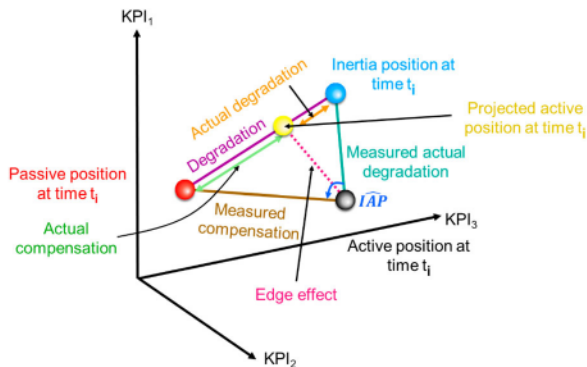 KPI₁
Inertia position at
time tᵢ
Actual degradation
Degradation
Projected active
position at time tᵢ
Passive position
at time tᵢ
Measured actual
degradation
IAP
Actual
compensation
Measured
compensation
KPI₃
Active position at
time tᵢ
Edge effect
KPI₂